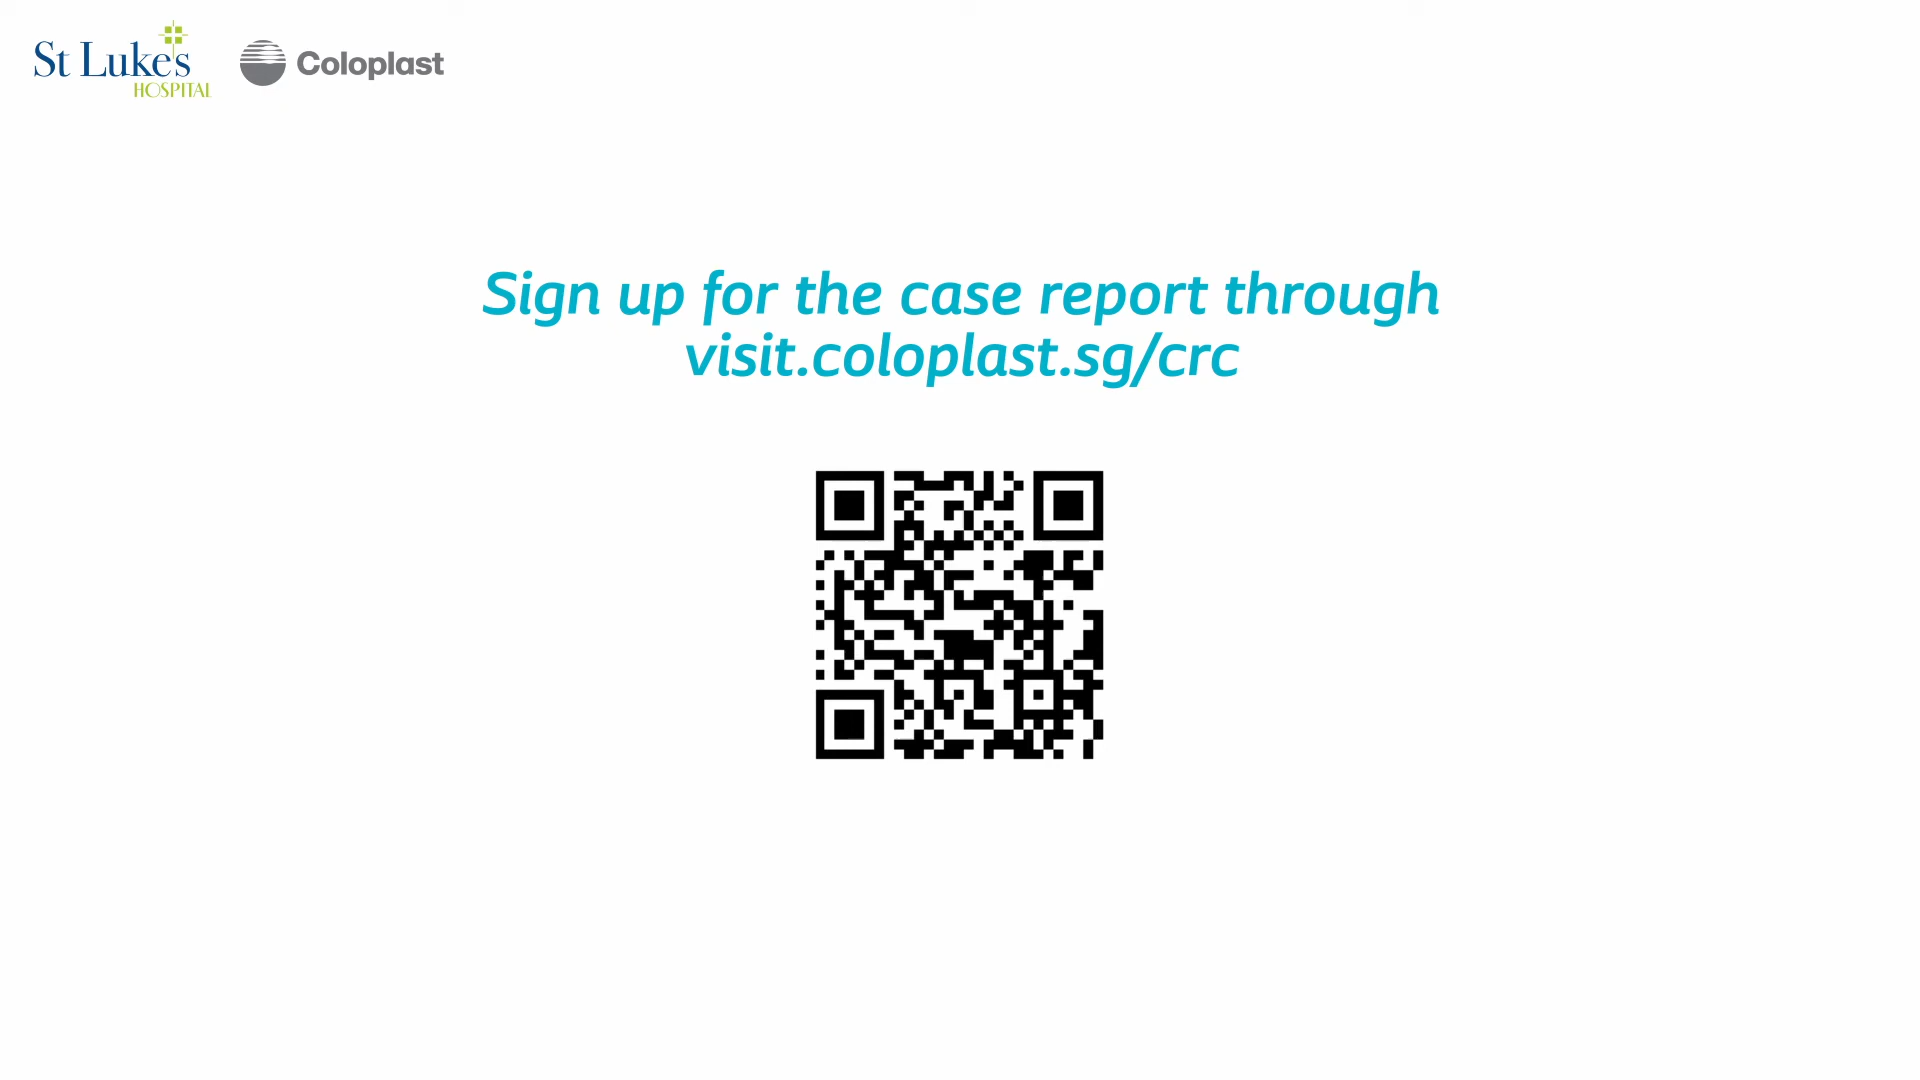 St Luke's
HOSPITAL
Coloplast
Sign up for the case report through
visit.coloplast.sg/crc